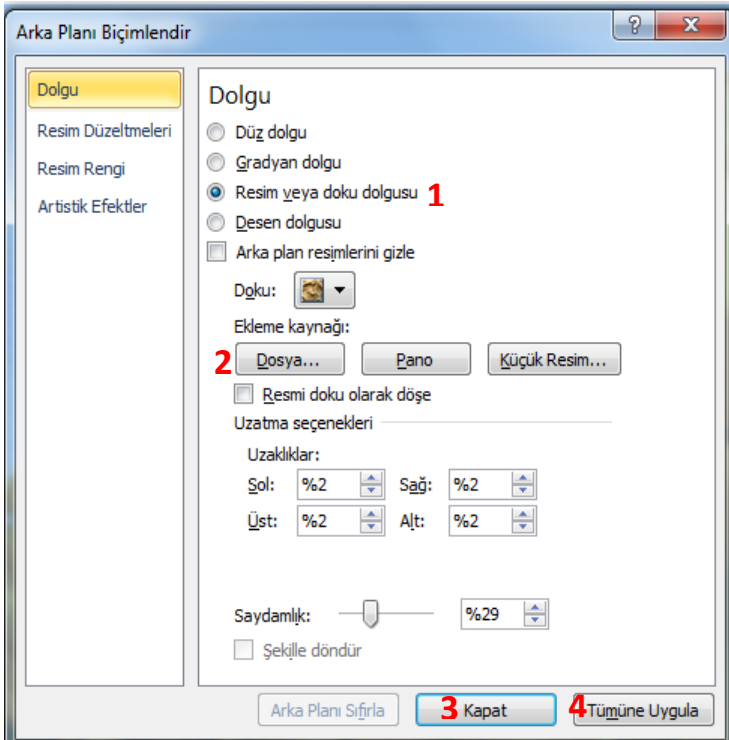 Arka Planı Biçimlendir
Dolgu
Resim Düzeltmeleri
Resim Rengi
Artistik Efektler
Dolgu
Düz dolgu
Gradyan dolgu
Resim veya doku dolgusu 1
Desen dolgusu
Arka plan resimlerini gizle
Doku:
Ekleme kaynağı:
2 Dosya... Pano Küçük Resim...
Resmi doku olarak döşe
Uzatma seçenekleri
Uzaklıklar:
Sol: %2 Sağ: %2
Üst: %2 Alt: %2
Saydamlık: %29
Şekille döndür
Arka Planı Sıfırla 3 Kapat 4 Tümüne Uygula